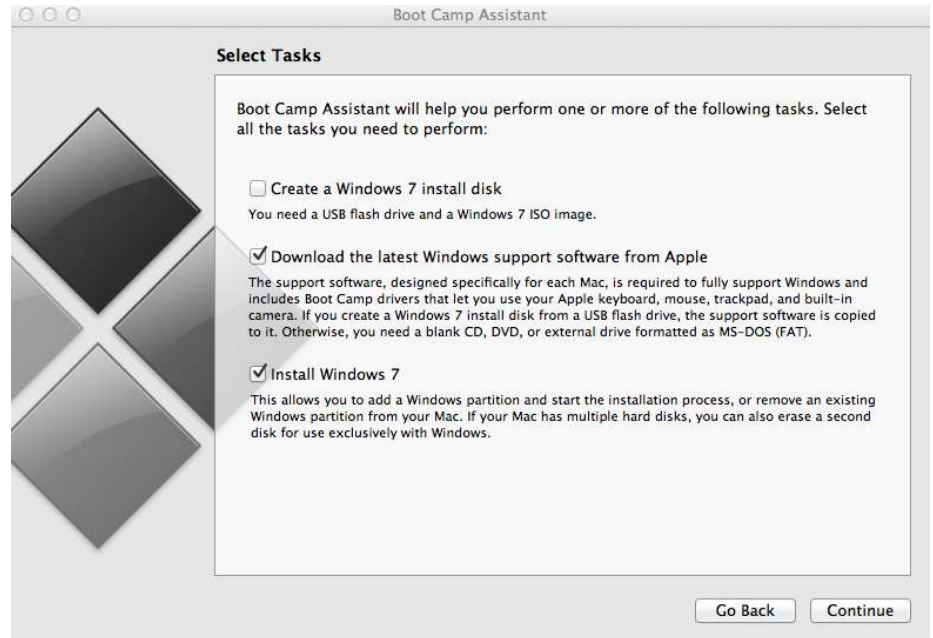 Boot Camp Assistant
Select Tasks
Boot Camp Assistant will help you perform one or more of the following tasks. Select
all the tasks you need to perform:
Create a Windows 7 install disk
You need a USB flash drive and a Windows 7 ISO image.
Download the latest Windows support software from Apple
The support software, designed specifically for each Mac, is required to fully support Windows and
includes Boot Camp drivers that let you use your Apple keyboard, mouse, trackpad, and built-in
camera. If you create a Windows 7 install disk from a USB flash drive, the support software is copied
to it. Otherwise, you need a blank CD, DVD, or external drive formatted as MS-DOS (FAT).
Install Windows 7
This allows you to add a Windows partition and start the installation process, or remove an existing
Windows partition from your Mac. If your Mac has multiple hard disks, you can also erase a second
disk for use exclusively with Windows.
Go Back Continue